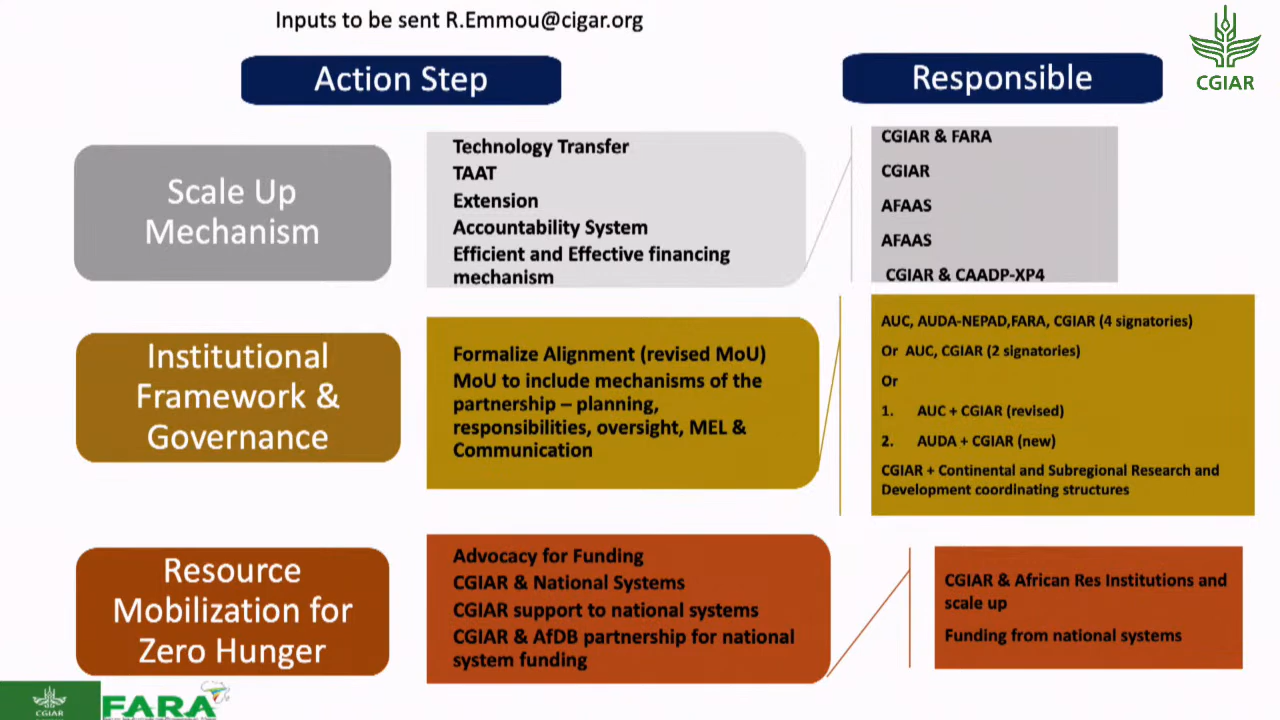 Inputs to be sent R.Emmou@cigar.org
CGIAR
Action Step
Responsible
Scale Up
Mechanism
Technology Transfer
TAAT
Extension
Accountability System
Efficient and Effective financing
mechanism
CGIAR & FARA
CGIAR
AFAAS
AFAAS
CGIAR & CAADP-XP4
Institutional
Framework &
Governance
Formalize Alignment (revised MoU)
MoU to include mechanisms of the
partnership – planning,
responsibilities, oversight, MEL &
Communication
AUC, AUDA-NEPAD,FARA, CGIAR (4 signatories)
Or AUC, CGIAR (2 signatories)
Or
1. AUC + CGIAR (revised)
2. AUDA + CGIAR (new)
CGIAR + Continental and Subregional Research and
Development coordinating structures
Resource
Mobilization for
Zero Hunger
Advocacy for Funding
CGIAR & National Systems
CGIAR support to national systems
CGIAR & AfDB partnership for national
system funding
CGIAR & African Res Institutions and
scale up
Funding from national systems
CGIAR
FARA